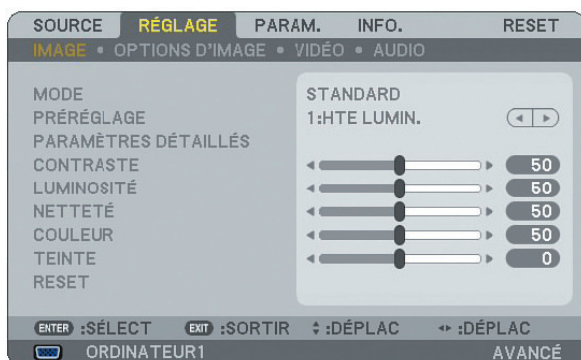 SOURCE RÉGLAGE PARAM. INFO. RESET
IMAGE • OPTIONS D'IMAGE • VIDÉO • AUDIO
MODE STANDARD
PRÉRÉGLAGE 1:HTE LUMIN.
PARAMÈTRES DÉTAILLÉS
CONTRASTE 50
LUMINOSITÉ 50
NETTETÉ 50
COULEUR 50
TEINTE 0
RESET
ENTER :SÉLECT EXIT :SORTIR :DÉPLAC :DÉPLAC
ORDINATEUR1 AVANCÉ